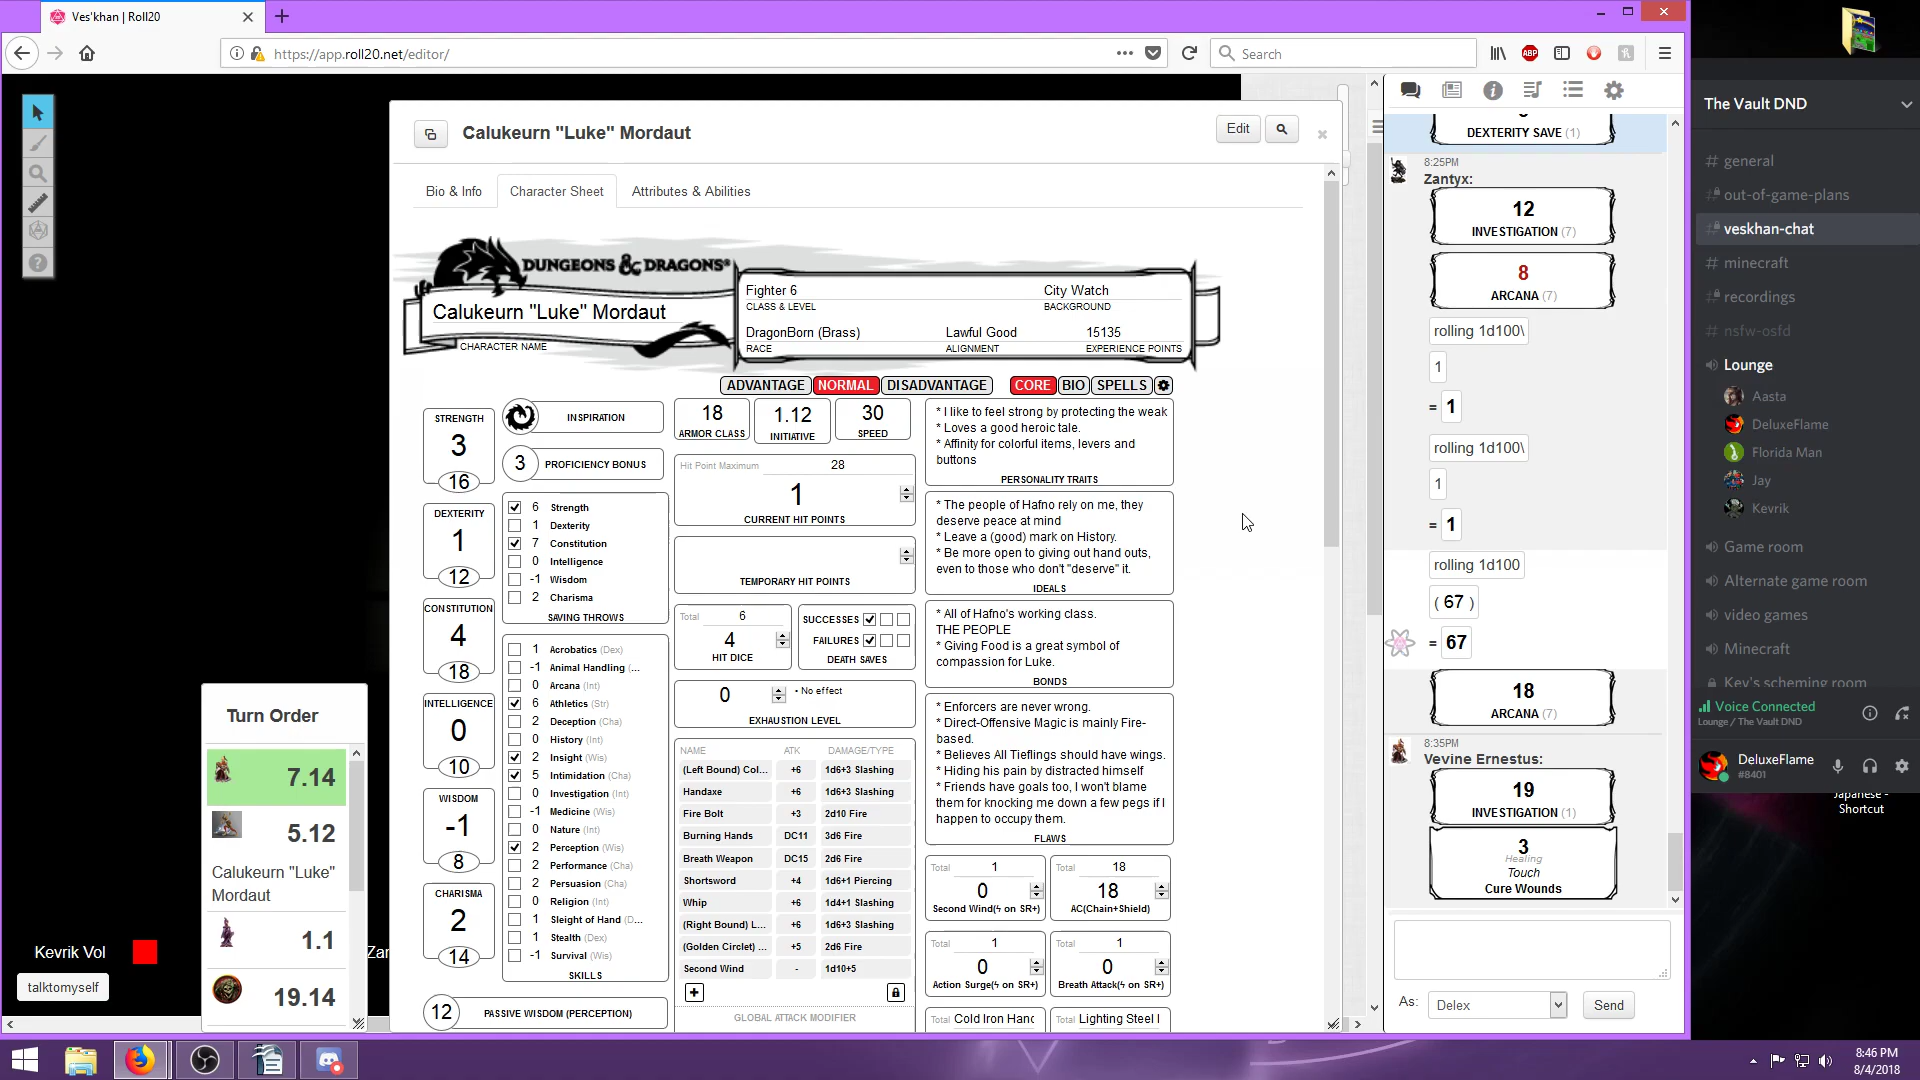 Ves'khan | Roll20
https://app.roll20.net/editor/
Search
ABP
Calukeurn "Luke" Mordaut
Edit
Bio & Info
Character Sheet
Attributes & Abilities
DUNGEONS & DRAGONS®
Calukeurn "Luke" Mordaut
CHARACTER NAME
Fighter 6
City Watch
CLASS & LEVEL
BACKGROUND
DragonBorn (Brass)
Lawful Good
15135
RACE
ALIGNMENT
EXPERIENCE POINTS
ADVANTAGE
NORMAL
DISADVANTAGE
CORE
BIO
SPELLS
STRENGTH
3
16
DEXTERITY
1
12
CONSTITUTION
4
18
INTELLIGENCE
0
10
WISDOM
-1
8
CHARISMA
2
14
INSPIRATION
3
PROFICIENCY BONUS
6 Strength
1 Dexterity
7 Constitution
0 Intelligence
-1 Wisdom
2 Charisma
SAVING THROWS
1 Acrobatics (Dex)
-1 Animal Handling (...
0 Arcana (Int)
6 Athletics (Str)
2 Deception (Cha)
0 History (Int)
2 Insight (Wis)
5 Intimidation (Cha)
0 Investigation (Int)
-1 Medicine (Wis)
0 Nature (Int)
2 Perception (Wis)
2 Performance (Cha)
2 Persuasion (Cha)
0 Religion (Int)
1 Sleight of Hand (D...
1 Stealth (Dex)
-1 Survival (Wis)
SKILLS
12
PASSIVE WISDOM (PERCEPTION)
18
ARMOR CLASS
1.12
INITIATIVE
30
SPEED
Hit Point Maximum
28
1
CURRENT HIT POINTS
TEMPORARY HIT POINTS
Total
6
4
HIT DICE
SUCCESSES
FAILURES
DEATH SAVES
0
• No effect
EXHAUSTION LEVEL
NAME ATK DAMAGE/TYPE
(Left Bound) Col... +6 1d6+3 Slashing
Handaxe +6 1d6+3 Slashing
Fire Bolt +3 2d10 Fire
Burning Hands DC11 3d6 Fire
Breath Weapon DC15 2d6 Fire
Shortsword +4 1d6+1 Piercing
Whip +6 1d4+1 Slashing
(Right Bound) L... +6 1d6+3 Slashing
(Golden Circlet) ... +5 2d6 Fire
Second Wind - 1d10+5
GLOBAL ATTACK MODIFIER
* I like to feel strong by protecting the weak
* Loves a good heroic tale.
* Affinity for colorful items, levers and
buttons
PERSONALITY TRAITS
* The people of Hafno rely on me, they
deserve peace at mind
* Leave a (good) mark on History.
* Be more open to giving out hand outs,
even to those who don't "deserve" it.
IDEALS
* All of Hafno's working class.
THE PEOPLE
* Giving Food is a great symbol of
compassion for Luke.
BONDS
* Enforcers are never wrong.
* Direct-Offensive Magic is mainly Fire-
based.
* Believes All Tieflings should have wings.
* Hiding his pain by distracted himself
* Friends have goals too, I won't blame
them for knocking me down a few pegs if I
happen to occupy them.
FLAWS
Total 1
0
Second Wind(ϟ on SR+)
Total 18
18
AC(Chain+Shield)
Total 1
0
Action Surge(ϟ on SR+)
Total 1
0
Breath Attack(ϟ on SR+)
Total Cold Iron Hand
Total Lighting Steel I
Turn Order
7.14
5.12
Calukeurn "Luke"
Mordaut
1.1
19.14
Kevrik Vol
Zar
talktomyself
DEXTERITY SAVE (1)
8:25PM
Zantyx:
12
INVESTIGATION (7)
8
ARCANA (7)
rolling 1d100\
1
= 1
rolling 1d100\
1
= 1
rolling 1d100
( 67 )
= 67
18
ARCANA (7)
8:35PM
Vevine Ernestus:
19
INVESTIGATION (1)
3
Healing
Touch
Cure Wounds
As:
Delex
Send
The Vault DND
# general
# out-of-game-plans
# veskhan-chat
# minecraft
# recordings
# nsfw-osfd
Lounge
Aasta
DeluxeFlame
Florida Man
Jay
Kevrik
Game room
Alternate game room
video games
Minecraft
Kev's scheming room
Voice Connected
Lounge / The Vault DND
DeluxeFlame
#8401
Japanese -
Shortcut
8:46 PM
8/4/2018